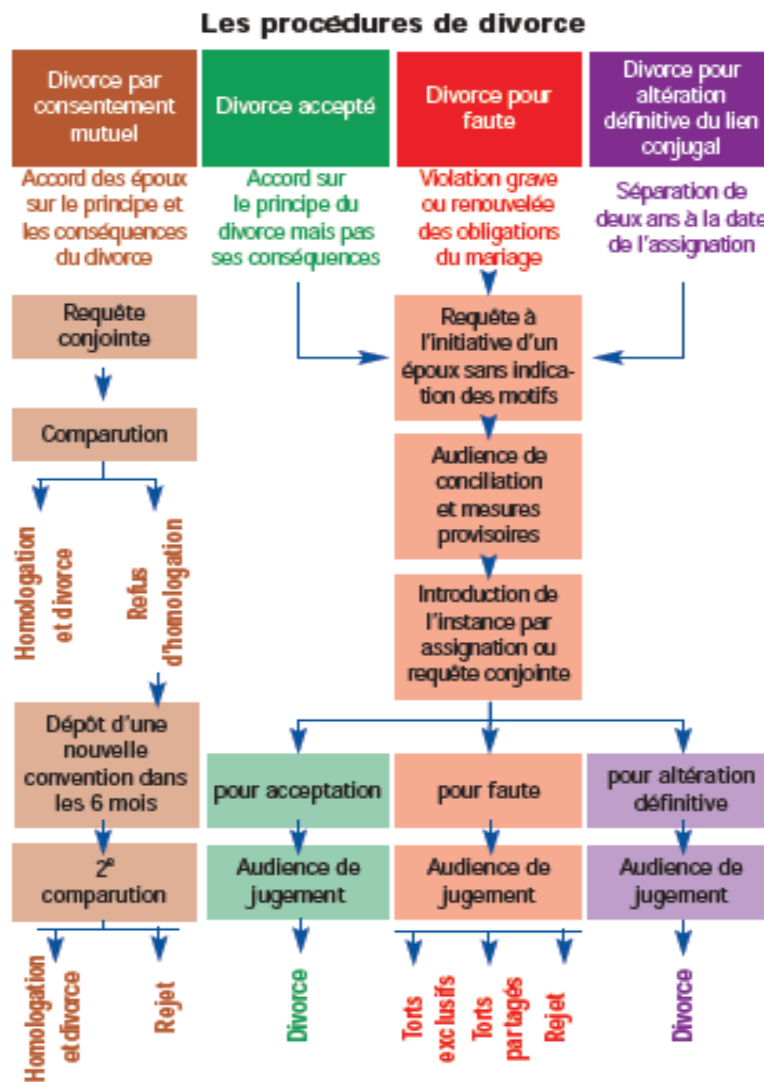 Les procédures de divorce
Divorce par
consentement
mutuel
Divorce accepté
Divorce pour
faute
Divorce pour
altération
définitive du lien
conjugal
Accord des époux
sur le principe et
les conséquences
du divorce
Accord sur
le principe du
divorce mais pas
ses conséquences
Violation grave
ou renouvelée
des obligations
du mariage
Séparation de
deux ans à la date
de l'assignation
Requête
conjointe
Requête à
l'initiative d'un
époux sans indica-
tion des motifs
Comparution
Audience de
conciliation
et mesures
provisoires
Homologation
et divorce
Refus
d'homologation
Introduction de
l'instance par
assignation ou
requête conjointe
Dépôt d'une
nouvelle
convention dans
les 6 mois
pour acceptation
pour faute
pour altération
définitive
2e
comparution
Audience de
jugement
Audience de
jugement
Audience de
jugement
Homologation
et divorce
Rejet
Divorce
Torts
exclusifs
Torts
partagés
Rejet
Divorce